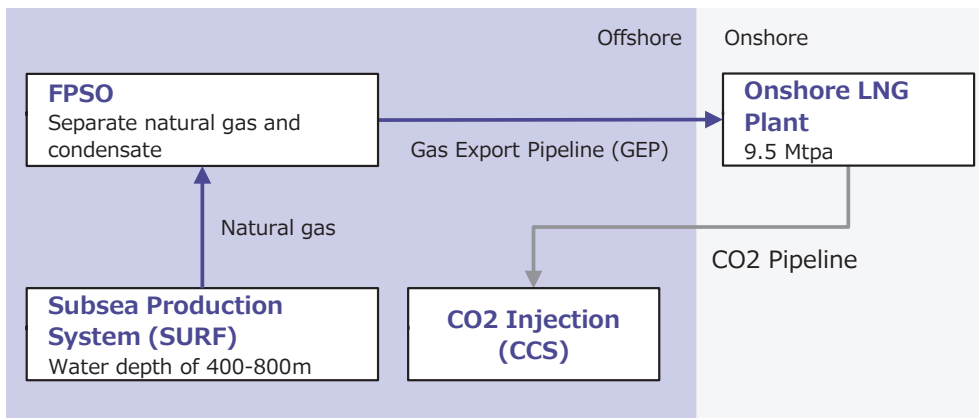 Offshore
Onshore
FPSO
Separate natural gas and
condensate
Gas Export Pipeline (GEP)
Onshore LNG
Plant
9.5 Mtpa
Natural gas
CO2 Pipeline
Subsea Production
System (SURF)
Water depth of 400-800m
CO2 Injection
(CCS)